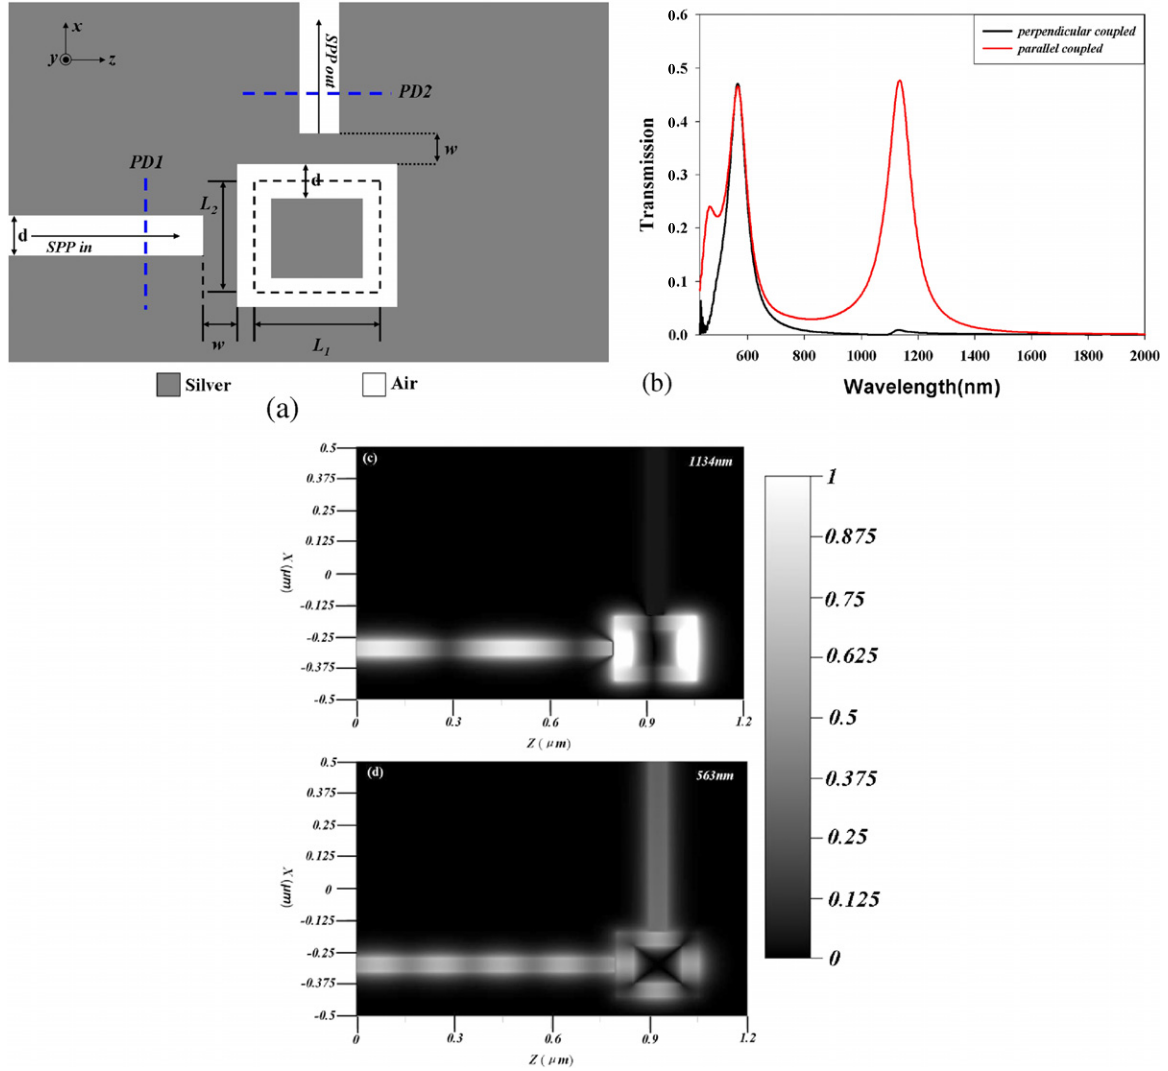 x
y
z
SPP out
PD2
w
PD1
d
L2
d
SPP in
w
L1
Silver
Air
(a)
0.6
0.5
0.4
0.3
0.2
0.1
0.0
Transmission
perpendicular coupled
parallel coupled
600 800 1000 1200 1400 1600 1800 2000
Wavelength(nm)
(b)
(c)
1134nm
0.5
0.375
0.25
0.125
0
-0.125
-0.25
-0.375
-0.5
X (μm)
0 0.3 0.6 0.9 1.2
Z ( μm)
(d)
563nm
0.5
0.375
0.25
0.125
0
-0.125
-0.25
-0.375
-0.5
X (μm)
0 0.3 0.6 0.9 1.2
Z ( μm)
1
0.875
0.75
0.625
0.5
0.375
0.25
0.125
0